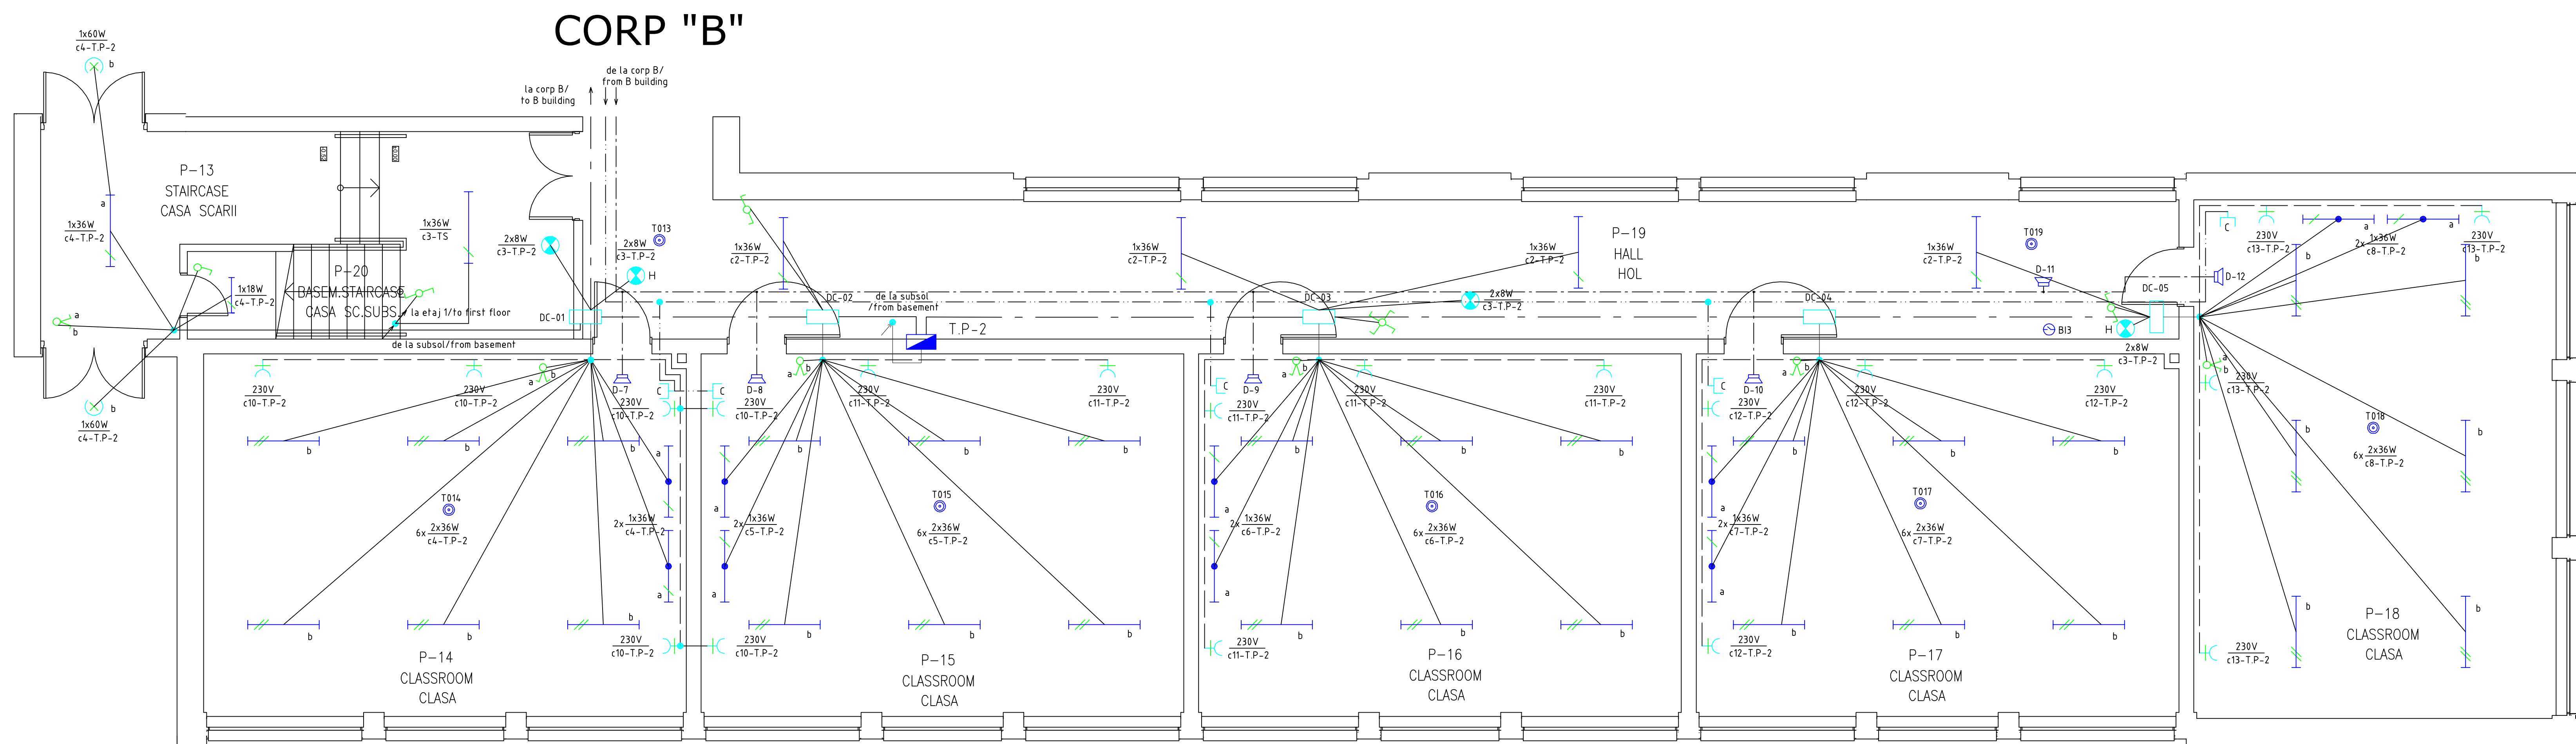 CORP "B"
1x60W
c4-T.P-2
b
de la corp B/
from B building
la corp B/
to B building
P-13
STAIRCASE
CASA SCARII
a
1x36W
c4-T.P-2
1x36W
c3-TS
2x8W
c3-T.P-2
T013
2x8W
c3-T.P-2
H
1x36W
c2-T.P-2
1x36W
c2-T.P-2
1x36W
c2-T.P-2
P-19
HALL
HOL
1x36W
c2-T.P-2
T019
P-20
BASEM.STAIRCASE
CASA SC.SUBS.
1x18W
c4-T.P-2
la etaj 1/to first floor
de la subsol/from basement
a
b
b
1x60W
c4-T.P-2
DC-01
DC-02
de la subsol
/from basement
T.P-2
DC-03
2x8W
c3-T.P-2
DC-04
D-11
BI3
DC-05
D-12
H
2x8W
c3-T.P-2
C
230V
c13-T.P-2
a
2x 1x36W
c8-T.P-2
a
230V
c13-T.P-2
b
b
230V
c10-T.P-2
230V
c10-T.P-2
a
b
D-7
C
230V
c10-T.P-2
b
b
b
a
T014
6x 2x36W
c4-T.P-2
2x 1x36W
c4-T.P-2
a
b
b
b
230V
c10-T.P-2
P-14
CLASSROOM
CLASA
C
D-8
230V
c10-T.P-2
a
b
230V
c11-T.P-2
230V
c11-T.P-2
b
b
b
T015
6x 2x36W
c5-T.P-2
a
2x 1x36W
c5-T.P-2
a
b
b
b
230V
c10-T.P-2
P-15
CLASSROOM
CLASA
C
D-9
230V
c11-T.P-2
a
b
230V
c11-T.P-2
230V
c11-T.P-2
b
b
b
T016
6x 2x36W
c6-T.P-2
a
2x 1x36W
c6-T.P-2
a
b
b
b
230V
c11-T.P-2
P-16
CLASSROOM
CLASA
C
D-10
230V
c12-T.P-2
a
b
230V
c12-T.P-2
230V
c12-T.P-2
b
b
b
T017
6x 2x36W
c7-T.P-2
a
2x 1x36W
c7-T.P-2
a
b
b
b
230V
c12-T.P-2
P-17
CLASSROOM
CLASA
a
b
230V
c13-T.P-2
b
b
T018
6x 2x36W
c8-T.P-2
b
b
230V
c13-T.P-2
P-18
CLASSROOM
CLASA